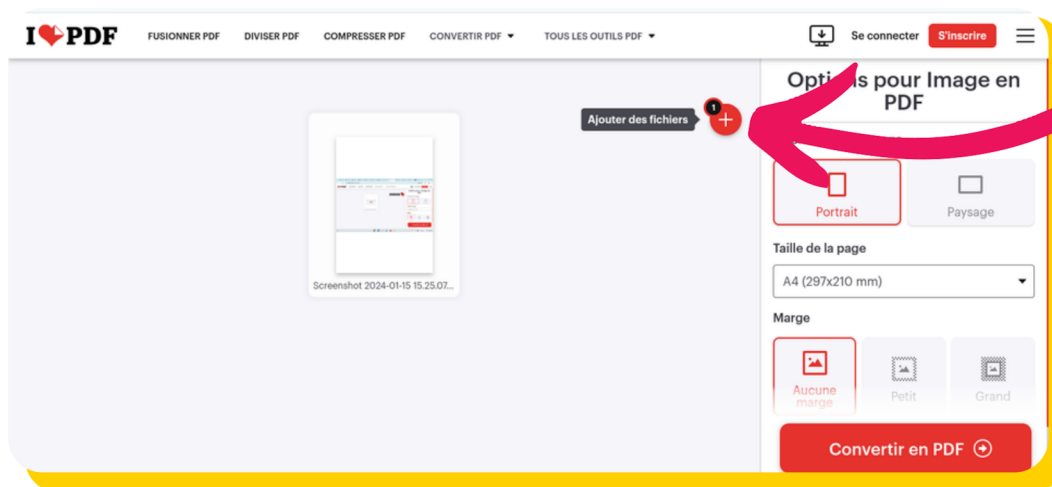 I PDF
FUSIONNER PDF
DIVISER PDF
COMPRESSER PDF
CONVERTIR PDF
TOUS LES OUTILS PDF
Se connecter
S'inscrire
Ajouter des fichiers
1
Screenshot 2024-01-15 15.25.07...
Options pour Image en
PDF
Portrait
Paysage
Taille de la page
A4 (297x210 mm)
Marge
Aucune
marge
Petit
Grand
Convertir en PDF